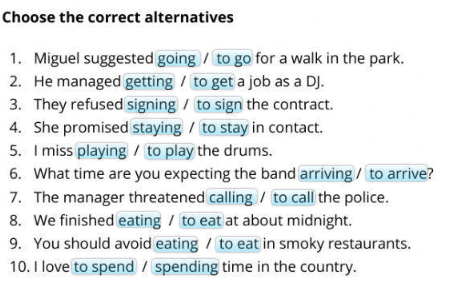 Choose the correct alternatives
1. Miguel suggested going / to go for a walk in the park.
2. He managed getting / to get a job as a DJ.
3. They refused signing / to sign the contract.
4. She promised staying / to stay in contact.
5. I miss playing / to play the drums.
6. What time are you expecting the band arriving / to arrive?
7. The manager threatened calling / to call the police.
8. We finished eating / to eat at about midnight.
9. You should avoid eating / to eat in smoky restaurants.
10. I love to spend / spending time in the country.